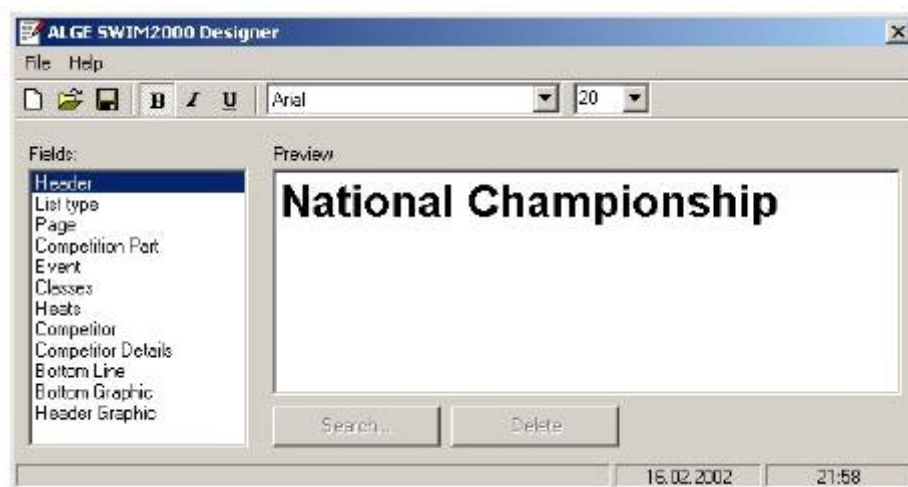 ALGE SWIM2000 Designer
File Help
B I U Arial 20
Fields: Preview
Header
List type
Page
Competition Part
Event
Classes
Heats
Competitor
Competitor Details
Bottom Line
Bottom Graphic
Header Graphic
National Championship
Search... Delete
16.02.2002 21:58